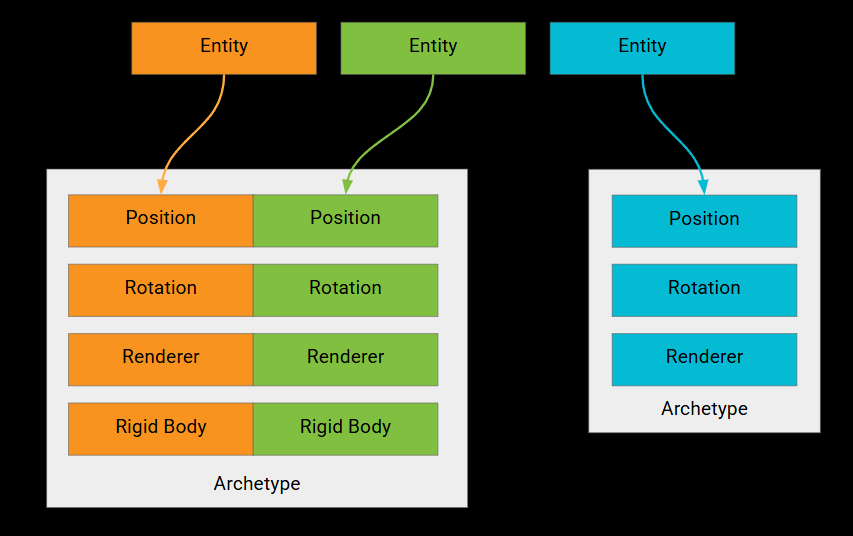 Entity
Entity
Entity
Position
Position
Rotation
Rotation
Renderer
Renderer
Rigid Body
Rigid Body
Archetype
Position
Rotation
Renderer
Archetype